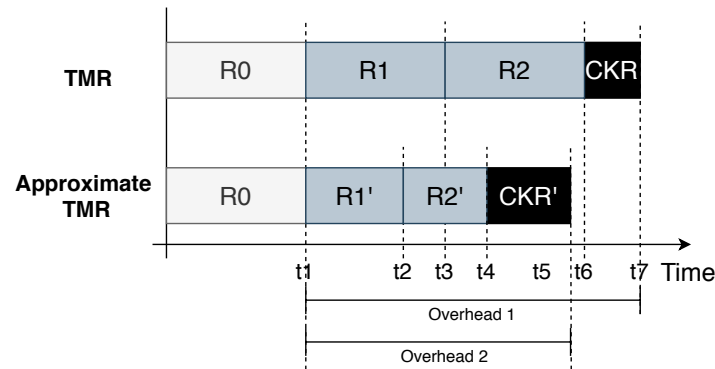 TMR
R0
R1
R2
CKR
Approximate
TMR
R0
R1'
R2'
CKR'
t1
t2
t3
t4
t5
t6
t7
Time
Overhead 1
Overhead 2